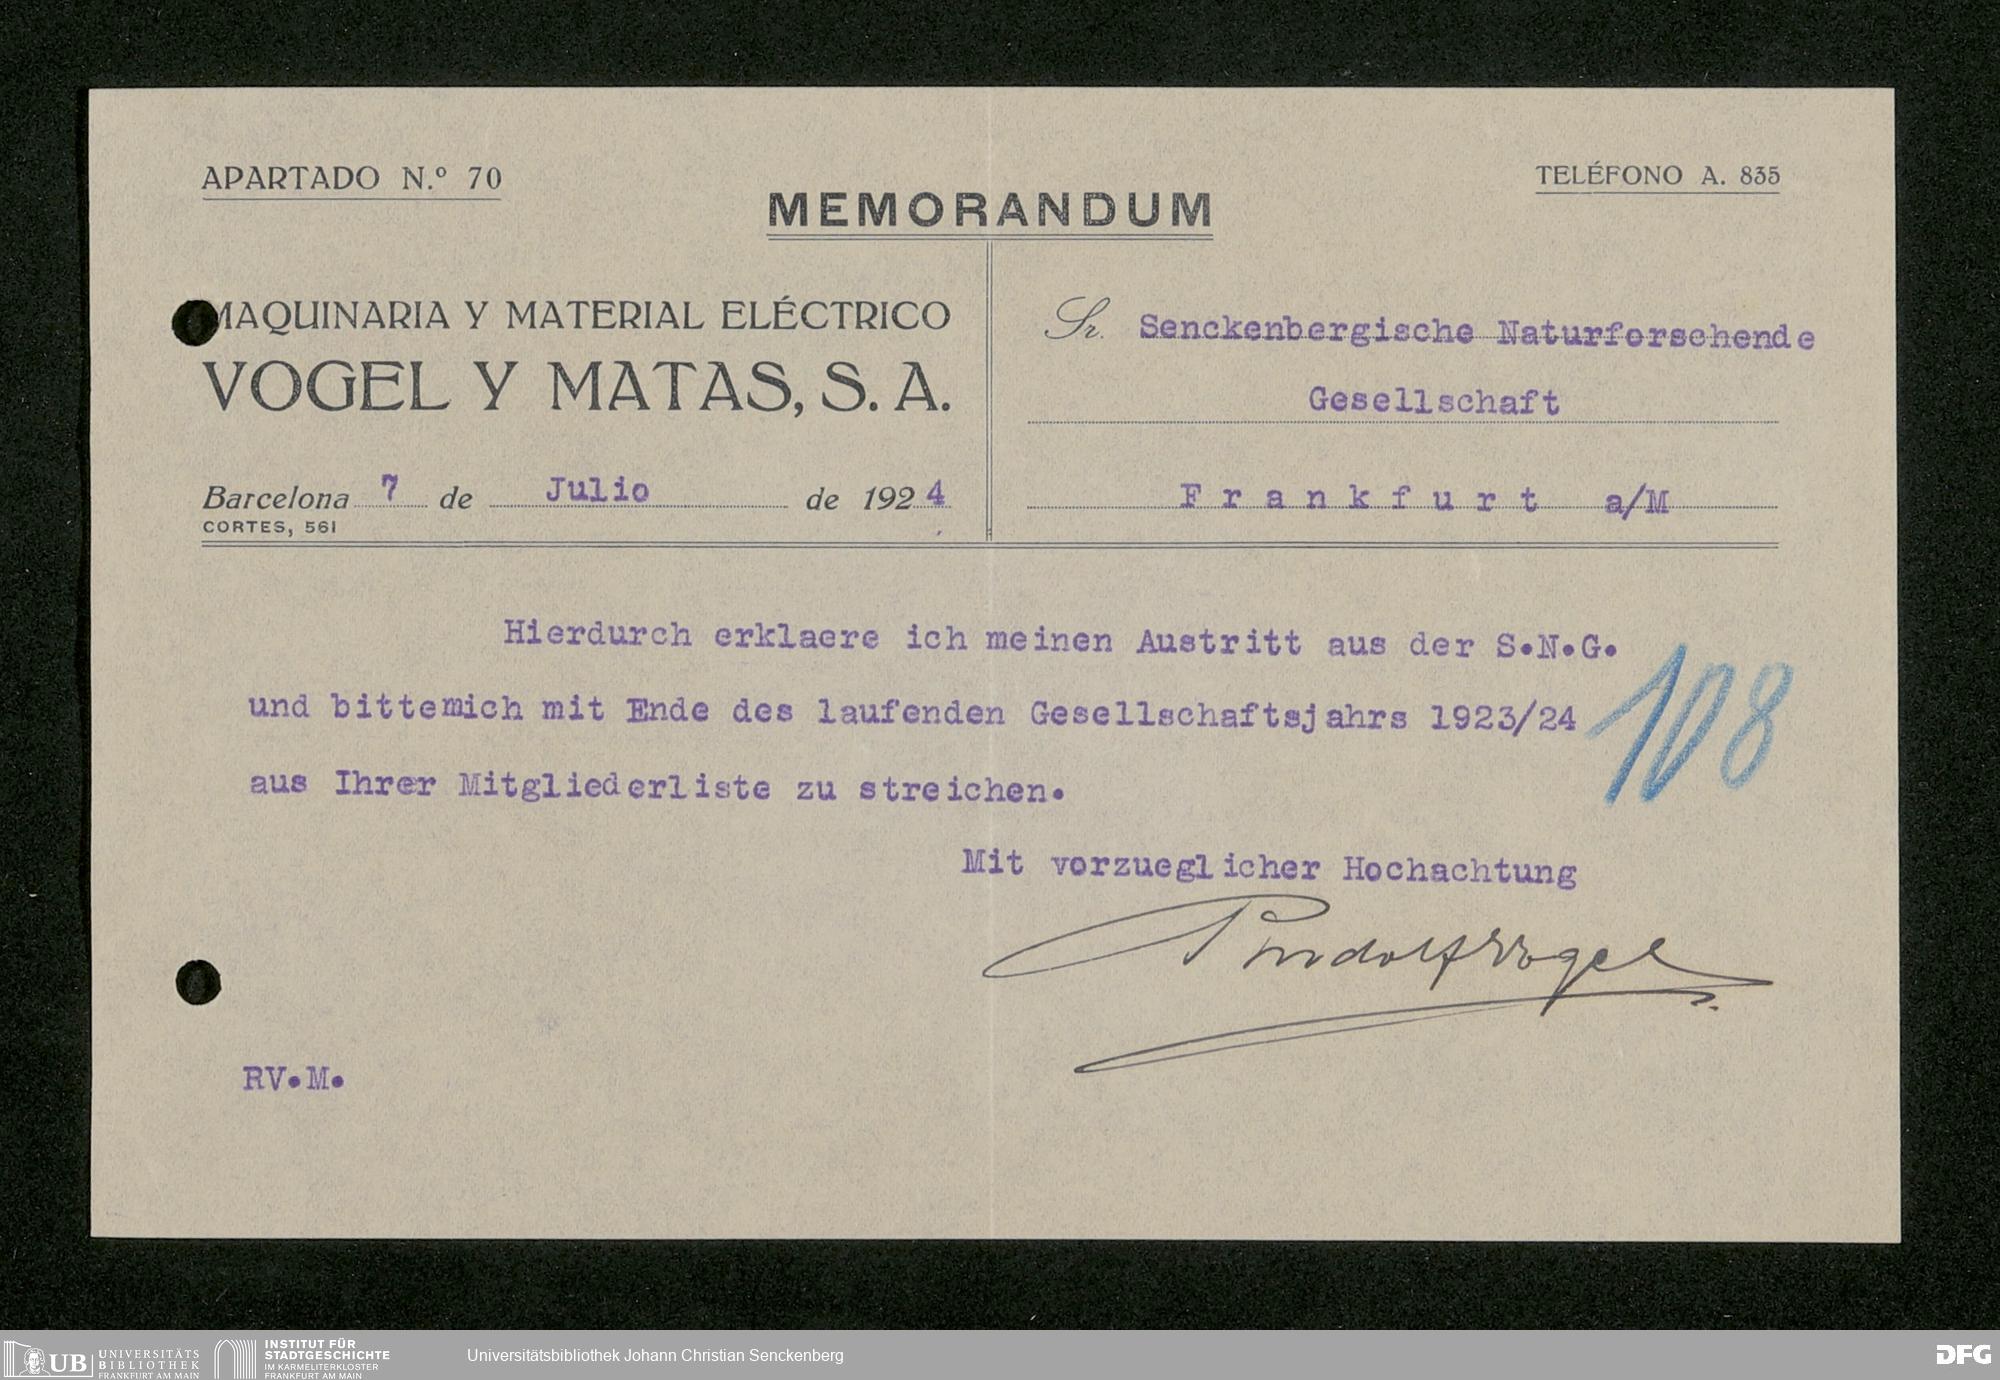 APARTADO N.º 70
TELÉFONO A. 835
MEMORANDUM
MAQUINARIA Y MATERIAL ELÉCTRICO
VOGEL Y MATAS, S. A.
Barcelona 7 de Julio de 1924
CORTES, 561
Sr. Senckenbergische Naturforschende
Gesellschaft
Frankfurt a/M
Hierdurch erklaere ich meinen Austritt aus der S.N.G.
und bittemich mit Ende des laufenden Gesellschaftsjahrs 1923/24
aus Ihrer Mitgliederliste zu streichen.
108
Mit vorzueglicher Hochachtung
Rudolf Vogel
RV.M.
UB UNIVERSITÄTS
BIBLIOTHEK
FRANKFURT AM MAIN
INSTITUT FÜR
STADTGESCHICHTE
IM KARMELITERKLOSTER
FRANKFURT AM MAIN
Universitätsbibliothek Johann Christian Senckenberg
DFG